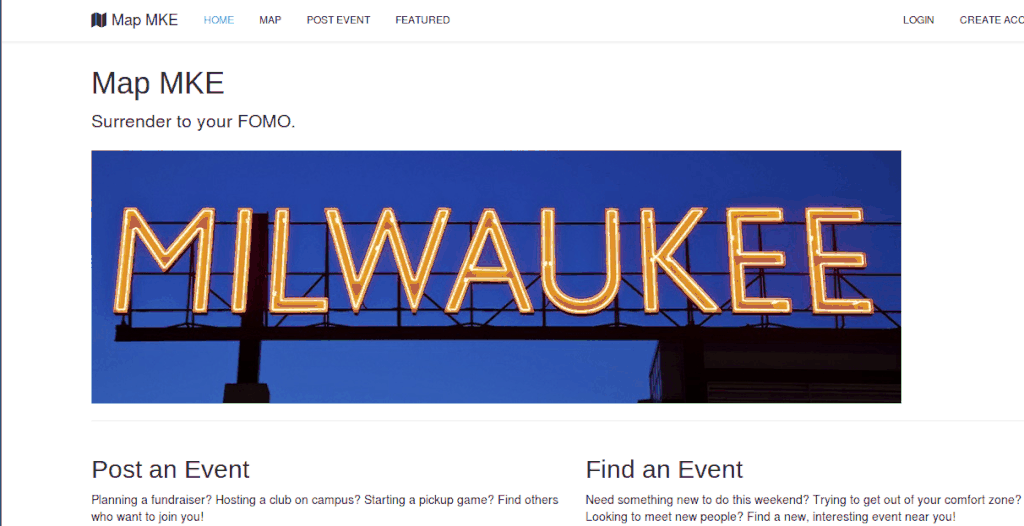 Map MKE HOME MAP POST EVENT FEATURED LOGIN CREATE ACC
Map MKE
Surrender to your FOMO.
MILWAUKEE
Post an Event
Planning a fundraiser? Hosting a club on campus? Starting a pickup game? Find others
who want to join you!
Find an Event
Need something new to do this weekend? Trying to get out of your comfort zone?
Looking to meet new people? Find a new, interesting event near you!